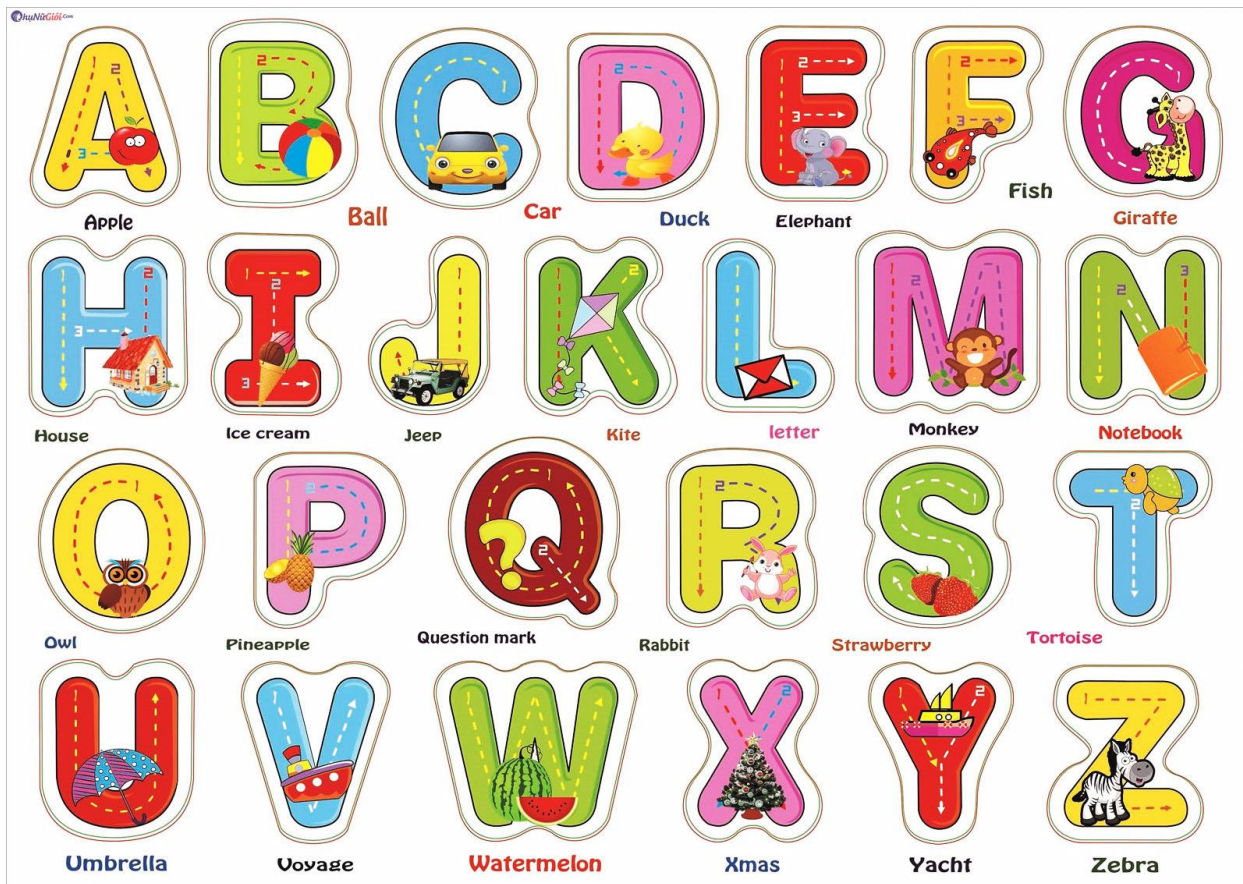 PhụNữGiỏi.Com
A B C D E F G
Apple Ball Car Duck Elephant Fish Giraffe
H I J K L M N
House Ice cream Jeep Kite letter Monkey Notebook
O P Q R S T
?
Owl Pineapple Question mark Rabbit Strawberry Tortoise
U V W X Y Z
Umbrella Voyage Watermelon Xmas Yacht Zebra